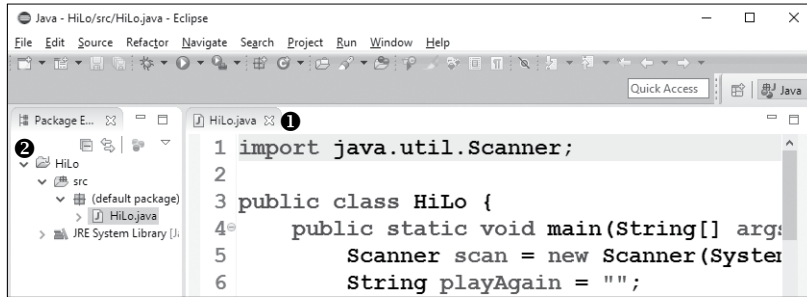 Java - HiLo/src/HiLo.java - Eclipse
File Edit Source Refactor Navigate Search Project Run Window Help
Quick Access Java
Package E... HiLo.java ❶
❷
HiLo
src
(default package)
HiLo.java
JRE System Library [J
1 import java.util.Scanner;
2
3 public class HiLo {
4 public static void main(String[] args
5 Scanner scan = new Scanner(System
6 String playAgain = "";